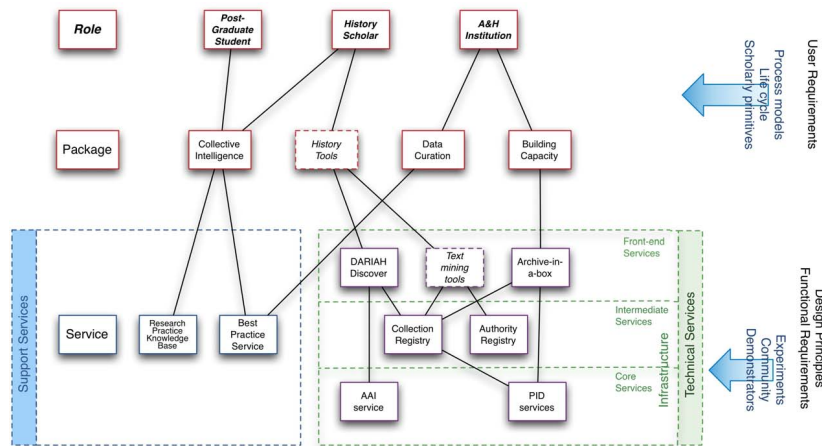 Role
Post-
Graduate
Student
History
Scholar
A&H
Institution
Process models
Life cycle
Scholarly primitives
User Requirements
Package
Collective
Intelligence
History
Tools
Data
Curation
Building
Capacity
Support Services
Service
Research
Practice
Knowledge
Base
Best
Practice
Service
DARIAH
Discover
Text
mining
tools
Archive-in-
a-box
Front-end
Services
Collection
Registry
Authority
Registry
Intermediate
Services
AAI
service
PID
services
Core
Services
Infrastructure
Technical Services
Experiments
Community
Demonstrators
Design Principles
Functional Requirements